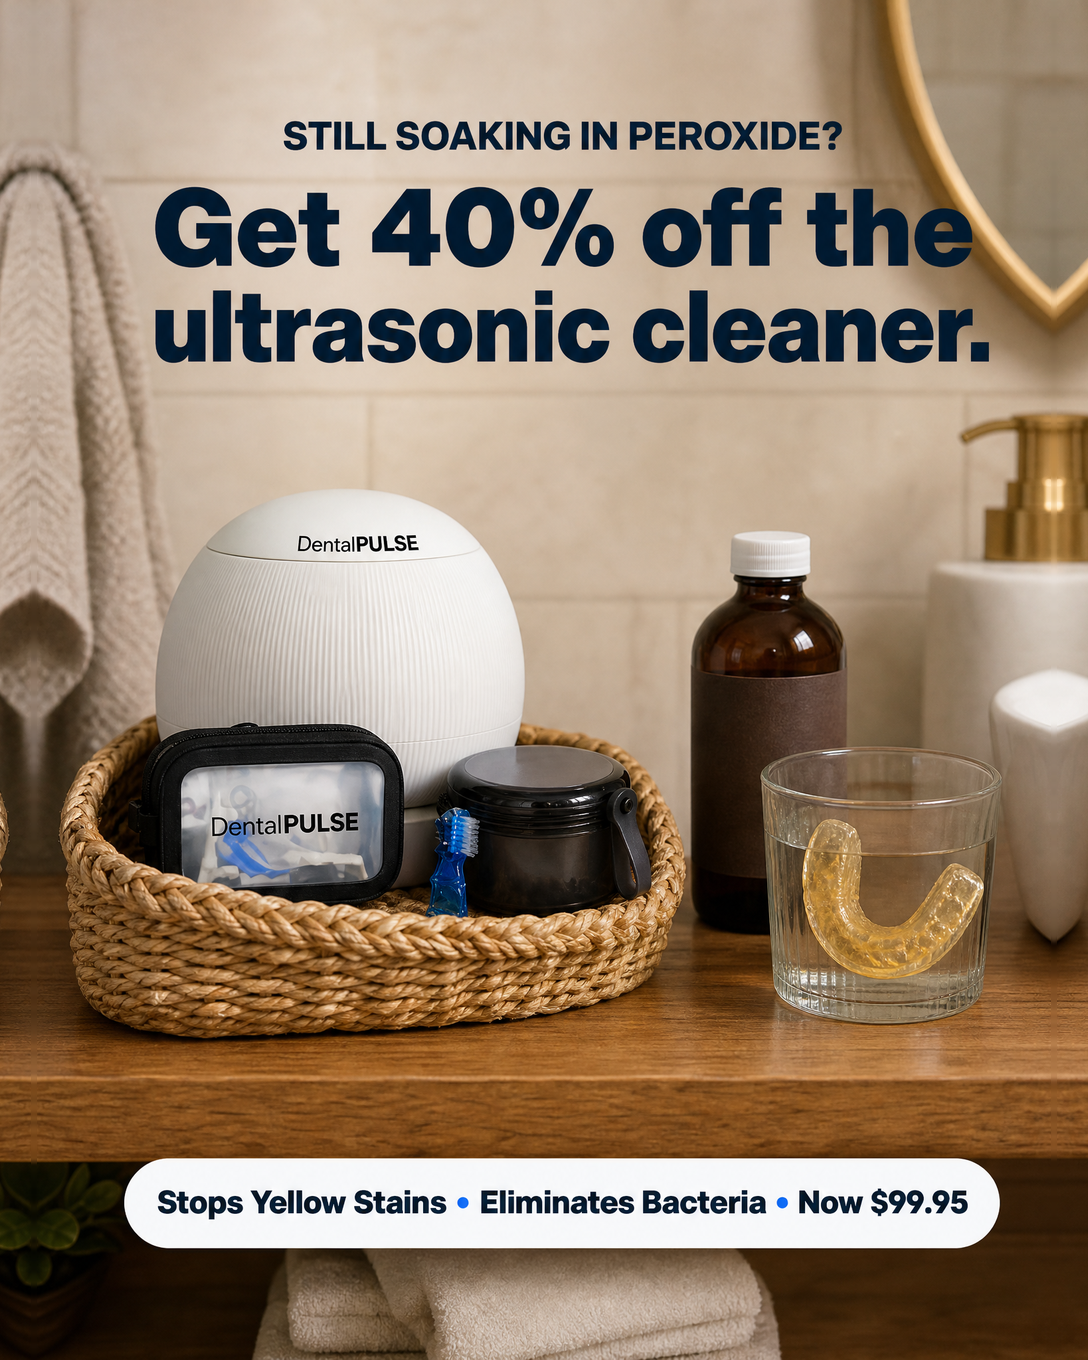 STILL SOAKING IN PEROXIDE?
Get 40% off the
ultrasonic cleaner.
DentalPULSE
DentalPULSE
Stops Yellow Stains • Eliminates Bacteria • Now $99.95